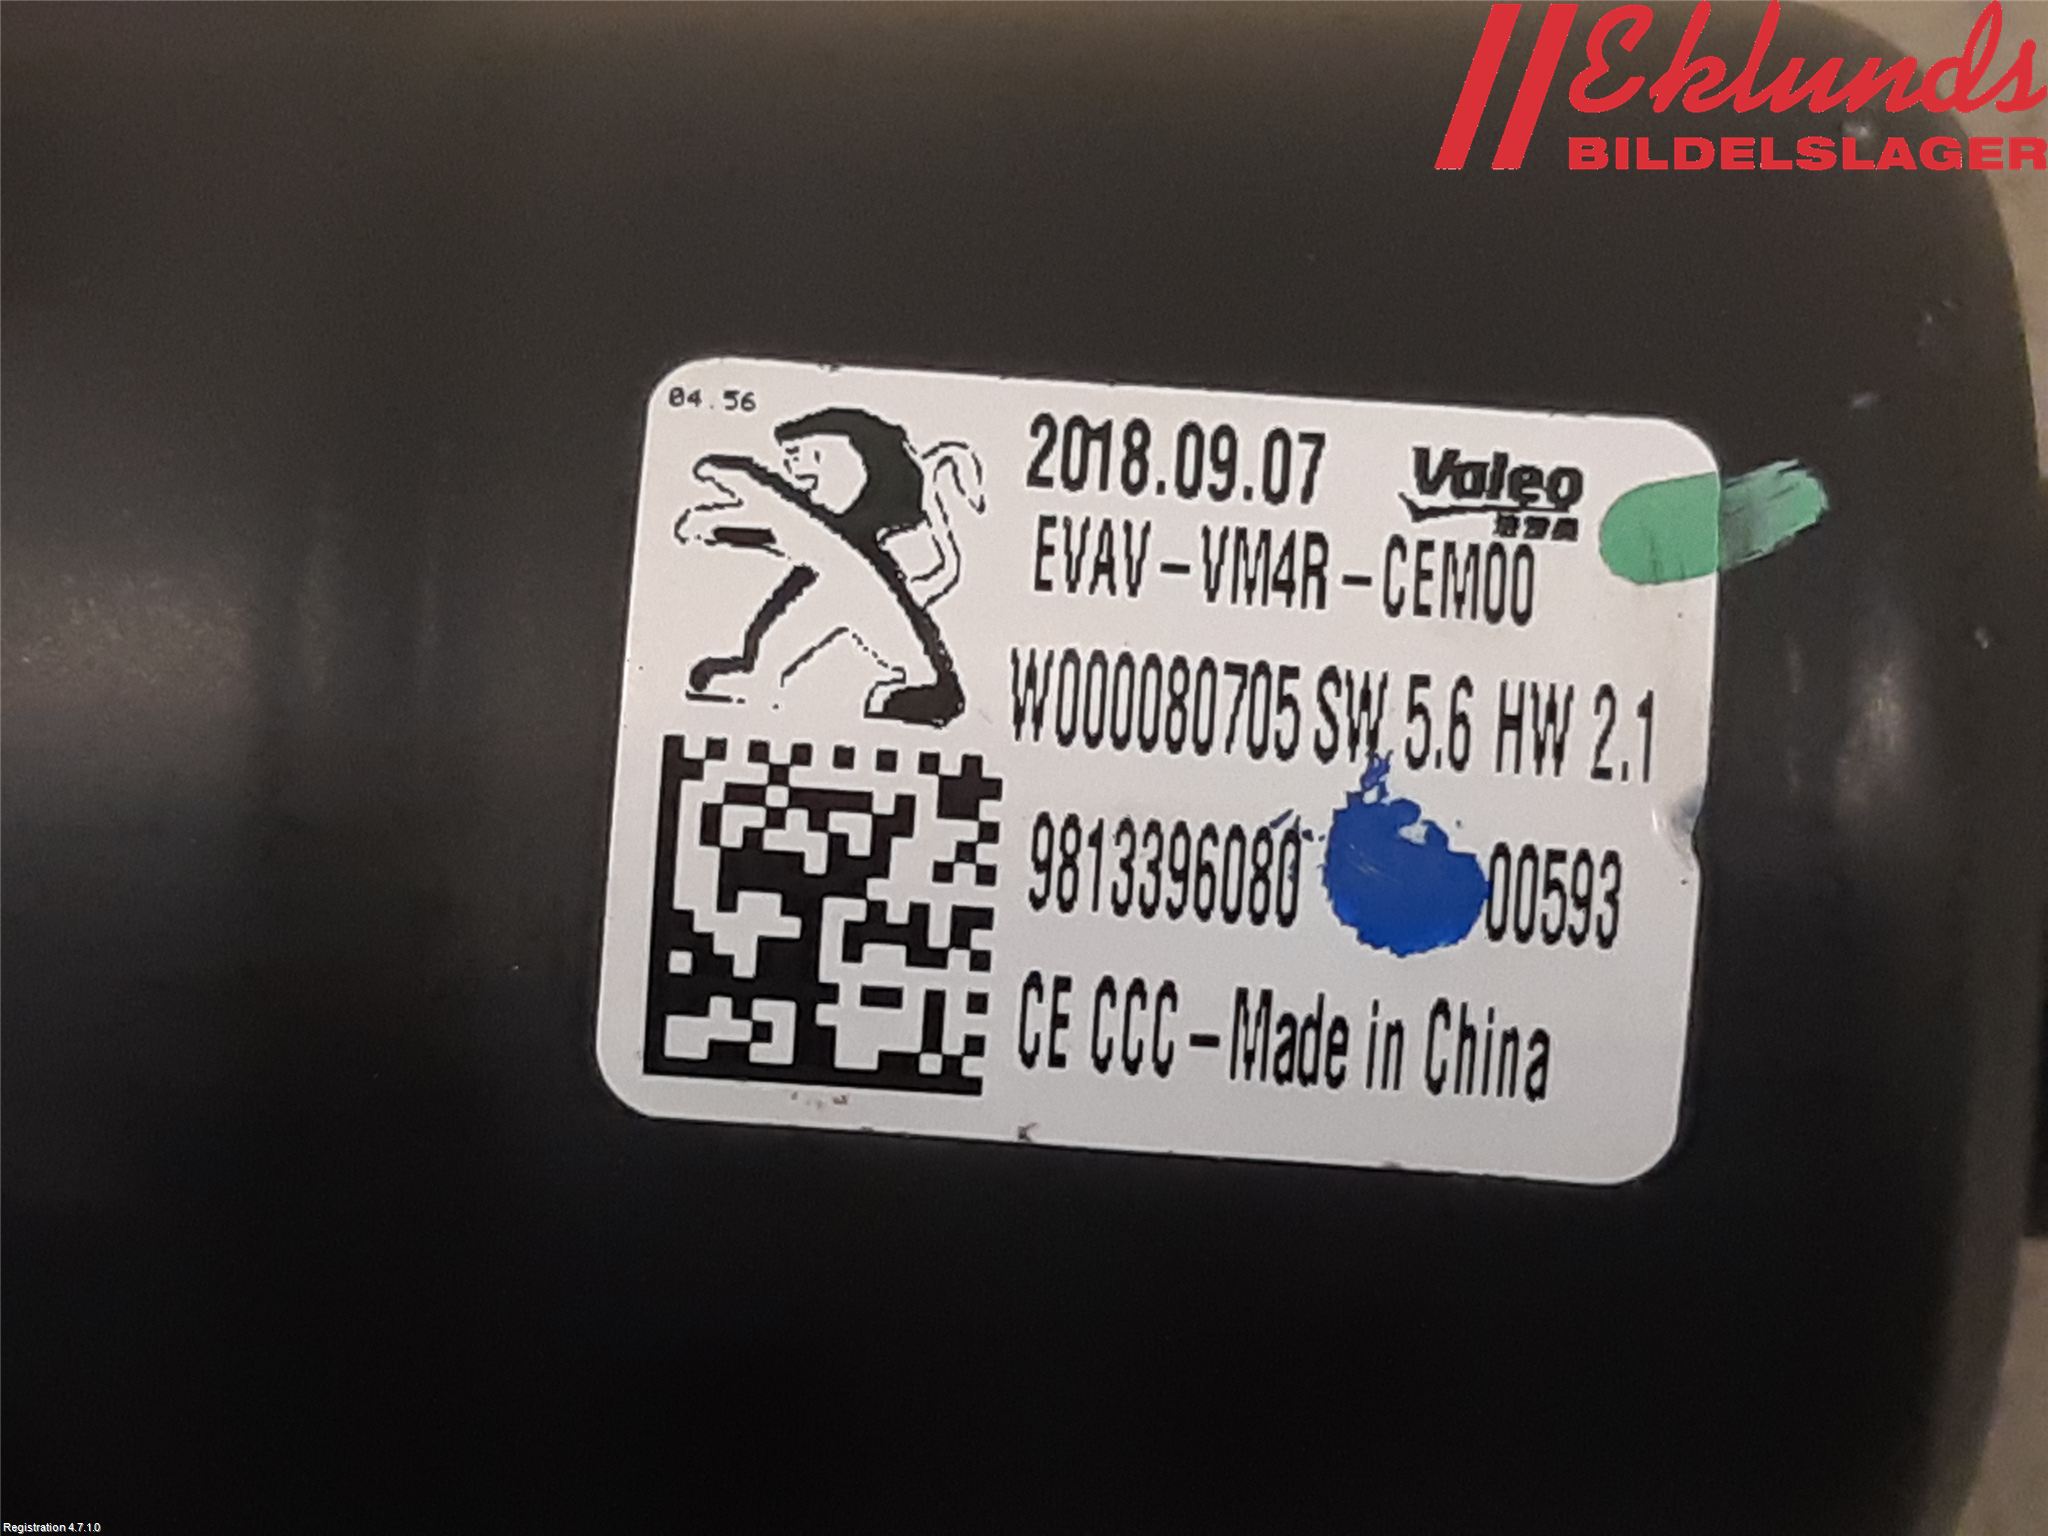 Eklunds
BILDELSLAGER
04.56
2018.09.07
Valeo
EVAV-VM4R-CEM00
W000080705 SW 5.6 HW 2.1
9813396080 00593
CE CCC-Made in China
Registration 4.7.1.0